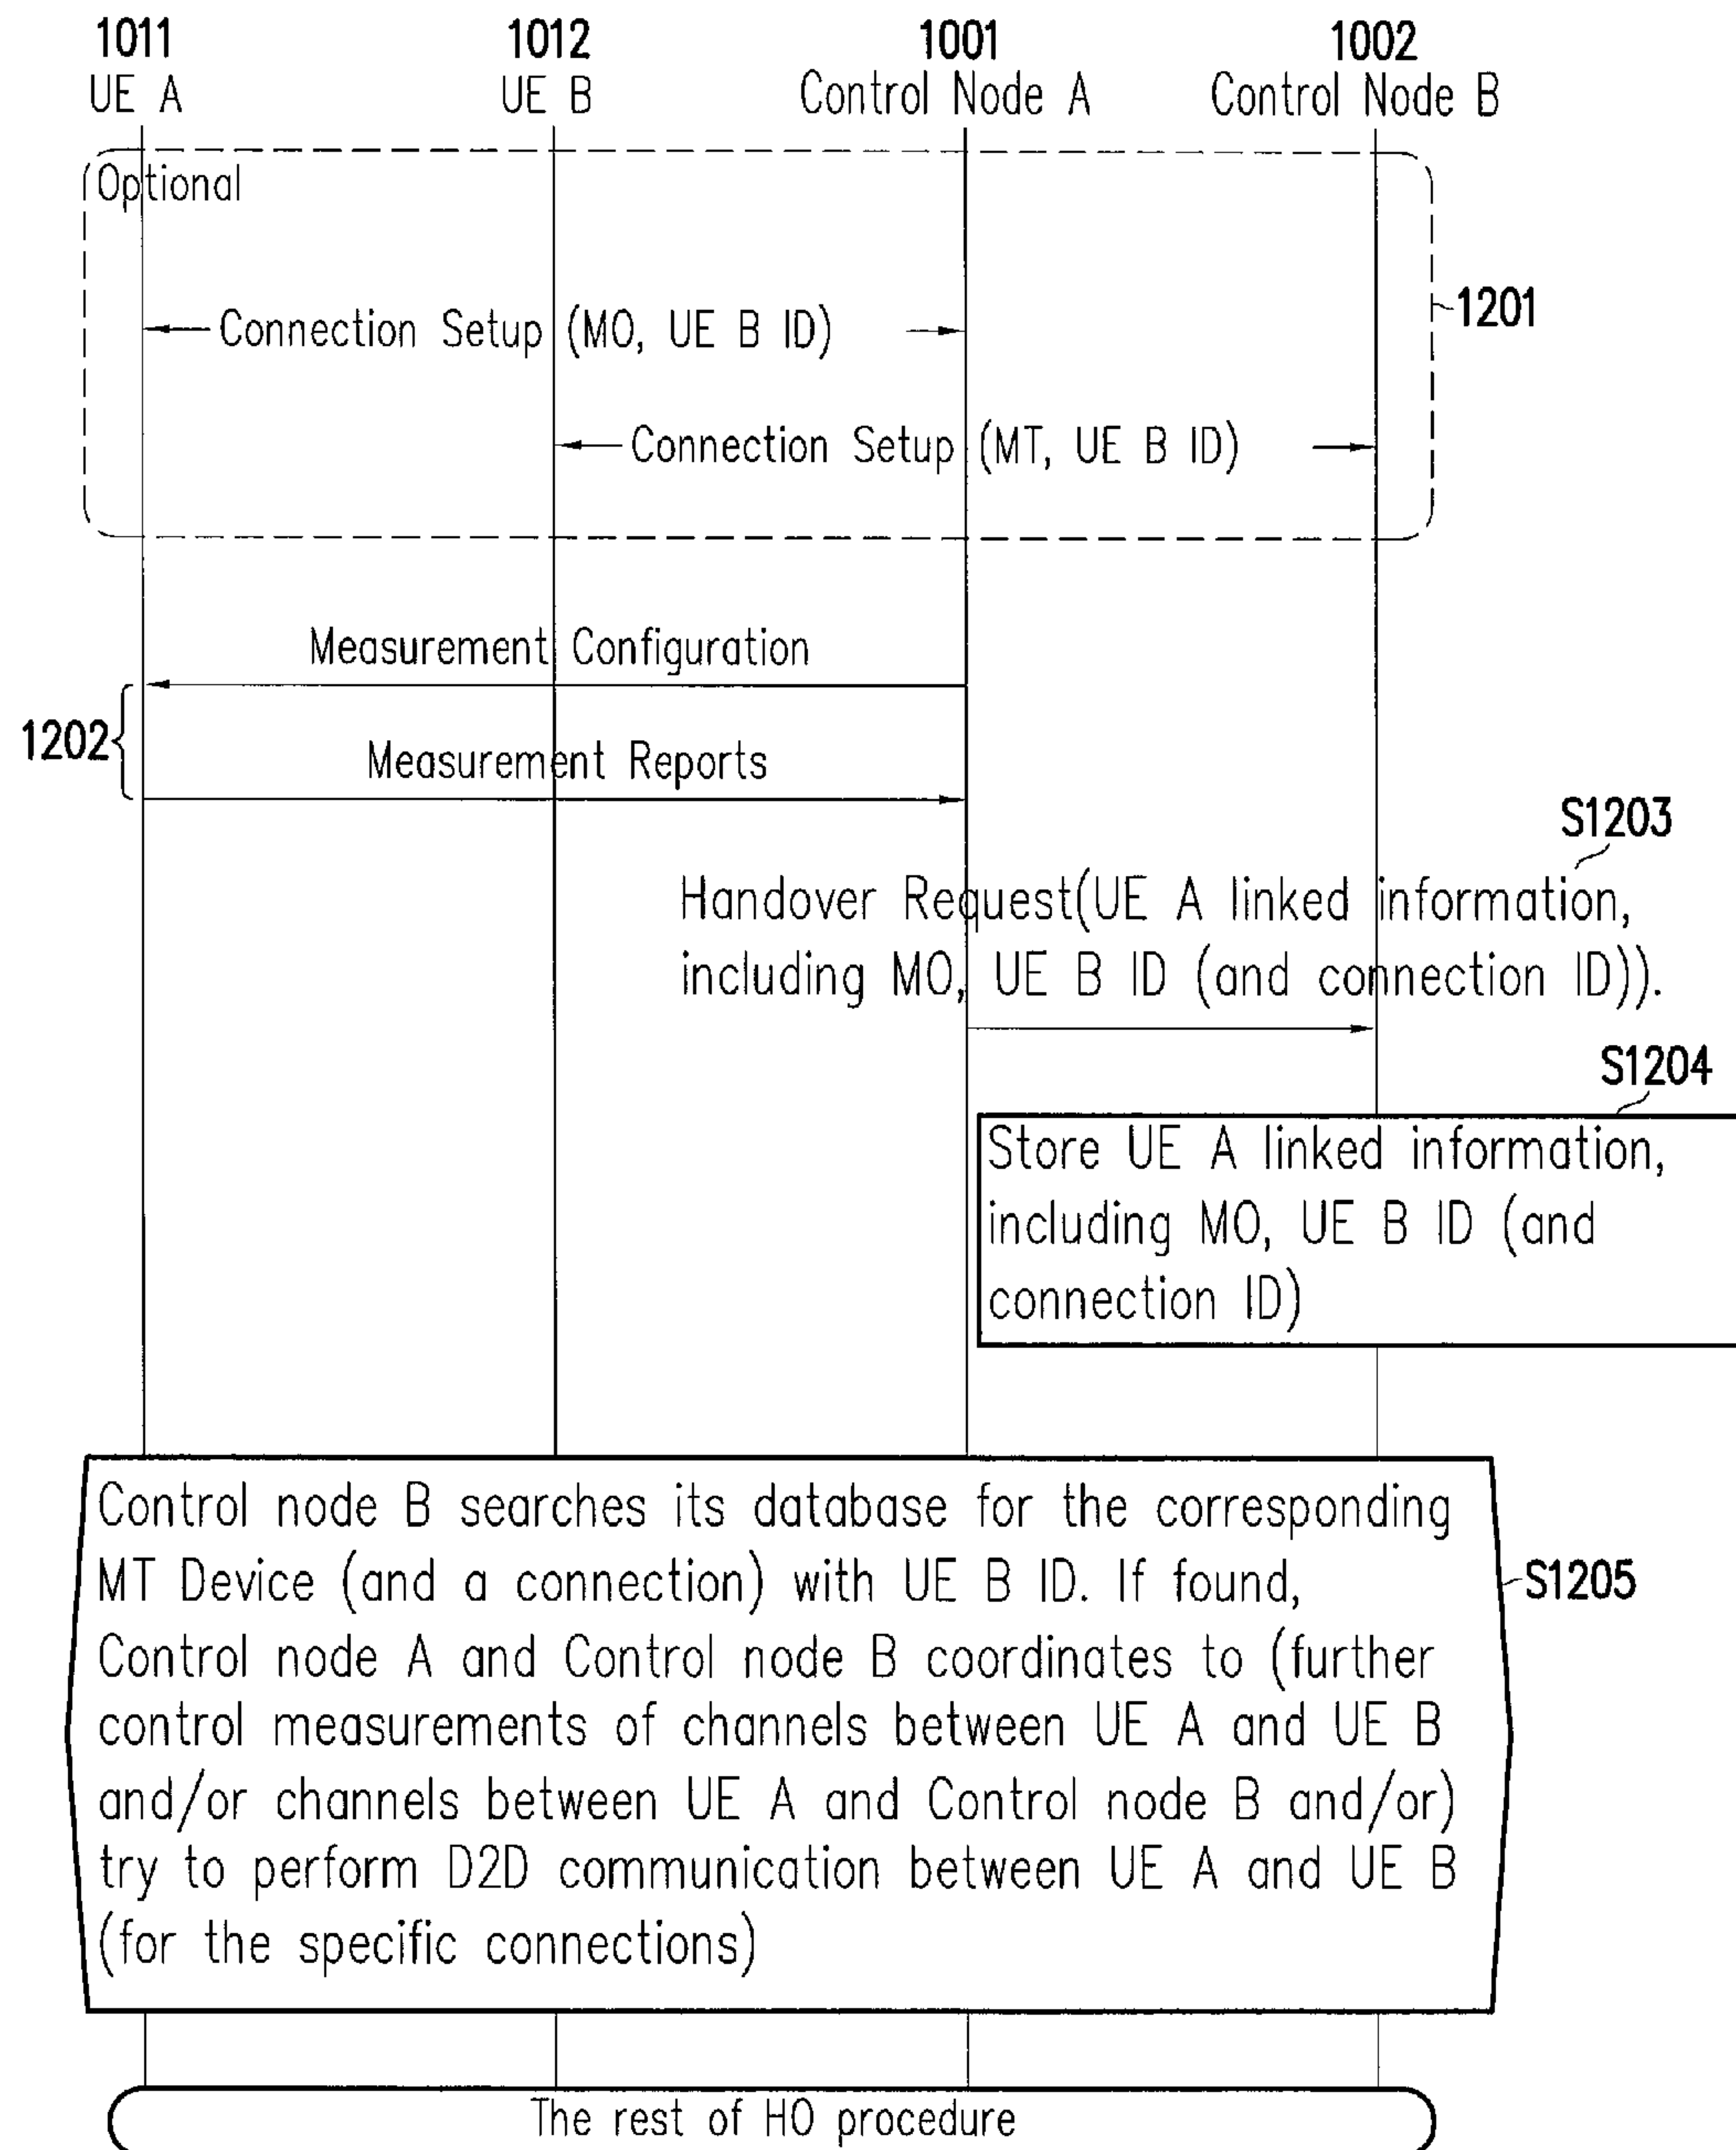 1011 1012 1001 1002
UE A UE B Control Node A Control Node B
Optional
1201
Connection Setup (MO, UE B ID)
Connection Setup (MT, UE B ID)
Measurement Configuration
1202
Measurement Reports
S1203
Handover Request(UE A linked information,
including MO, UE B ID (and connection ID)).
S1204
Store UE A linked information,
including MO, UE B ID (and
connection ID)
Control node B searches its database for the corresponding
MT Device (and a connection) with UE B ID. If found,
S1205
Control node A and Control node B coordinates to (further
control measurements of channels between UE A and UE B
and/or channels between UE A and Control node B and/or)
try to perform D2D communication between UE A and UE B
(for the specific connections)
The rest of HO procedure